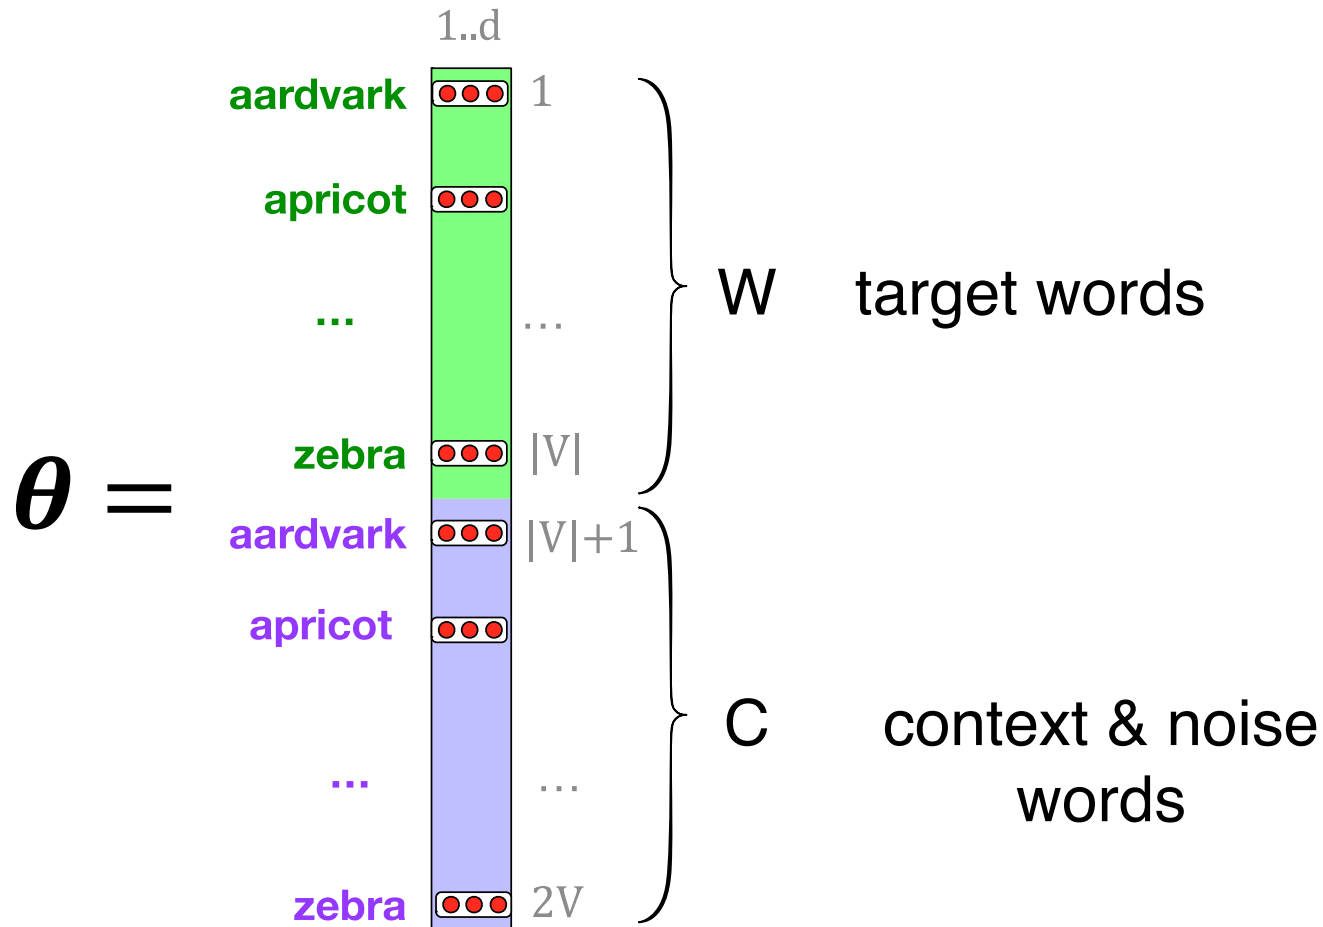 1..d
aardvark 1
apricot
... ...
zebra |V|
W target words
θ =
aardvark |V|+1
apricot
... ...
zebra 2V
C context & noise
words